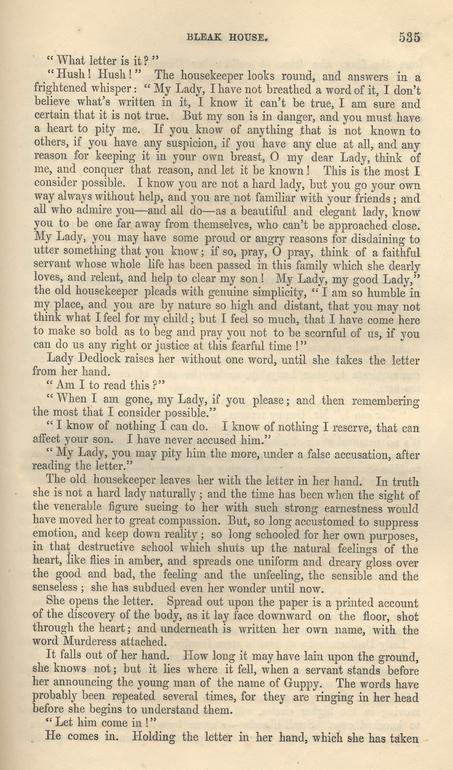 BLEAK HOUSE. 535
“ What letter is it ? ”
“ Hush ! Hush ! ” The housekeeper looks round, and answers in a
frightened whisper : “ My Lady, I have not breathed a word of it, I don’t
believe what’s written in it, I know it can’t be true, I am sure and
certain that it is not true. But my son is in danger, and you must have
a heart to pity me. If you know of anything that is not known to
others, if you have any suspicion, if you have any clue at all, and any
reason for keeping it in your own breast, O my dear Lady, think of
me, and conquer that reason, and let it be known ! This is the most I
consider possible. I know you are not a hard lady, but you go your own
way always without help, and you are not familiar with your friends ; and
all who admire you—and all do—as a beautiful and elegant lady, know
you to be one far away from themselves, who can’t be approached close.
My Lady, you may have some proud or angry reasons for disdaining to
utter something that you know ; if so, pray, O pray, think of a faithful
servant whose whole life has been passed in this family which she dearly
loves, and relent, and help to clear my son ! My Lady, my good Lady,”
the old housekeeper pleads with genuine simplicity, “ I am so humble in
my place, and you are by nature so high and distant, that you may not
think what I feel for my child ; but I feel so much, that I have come here
to make so bold as to beg and pray you not to be scornful of us, if you
can do us any right or justice at this fearful time ! ”
Lady Dedlock raises her without one word, until she takes the letter
from her hand.
“ Am I to read this ? ”
“ When I am gone, my Lady, if you please ; and then remembering
the most that I consider possible.”
“ I know of nothing I can do. I know of nothing I reserve, that can
affect your son. I have never accused him.”
“ My Lady, you may pity him the more, under a false accusation, after
reading the letter.”
The old housekeeper leaves her with the letter in her hand. In truth
she is not a hard lady naturally ; and the time has been when the sight of
the venerable figure sueing to her with such strong earnestness would
have moved her to great compassion. But, so long accustomed to suppress
emotion, and keep down reality ; so long schooled for her own purposes,
in that destructive school which shuts up the natural feelings of the
heart, like flies in amber, and spreads one uniform and dreary gloss over
the good and bad, the feeling and the unfeeling, the sensible and the
senseless ; she has subdued even her wonder until now.
She opens the letter. Spread out upon the paper is a printed account
of the discovery of the body, as it lay face downward on the floor, shot
through the heart ; and underneath is written her own name, with the
word Murderess attached.
It falls out of her hand. How long it may have lain upon the ground,
she knows not ; but it lies where it fell, when a servant stands before
her announcing the young man of the name of Guppy. The words have
probably been repeated several times, for they are ringing in her head
before she begins to understand them.
“ Let him come in ! ”
He comes in. Holding the letter in her hand, which she has taken